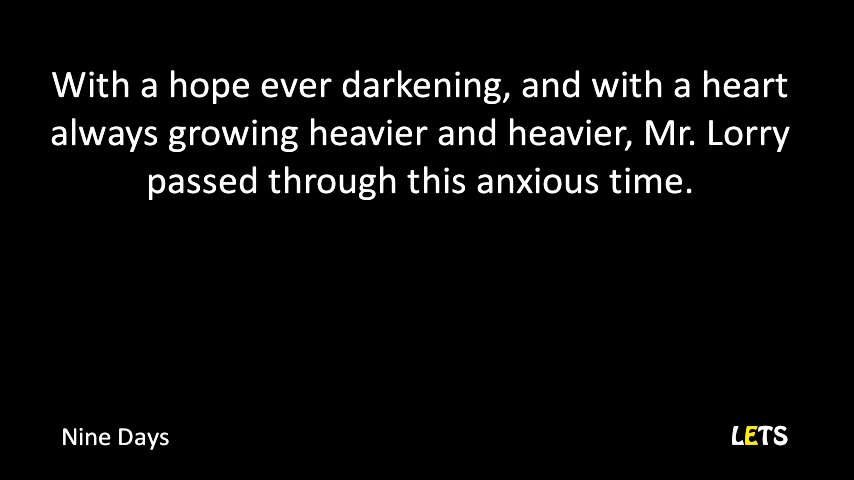 With a hope ever darkening, and with a heart
always growing heavier and heavier, Mr. Lorry
passed through this anxious time.
Nine Days
LETS